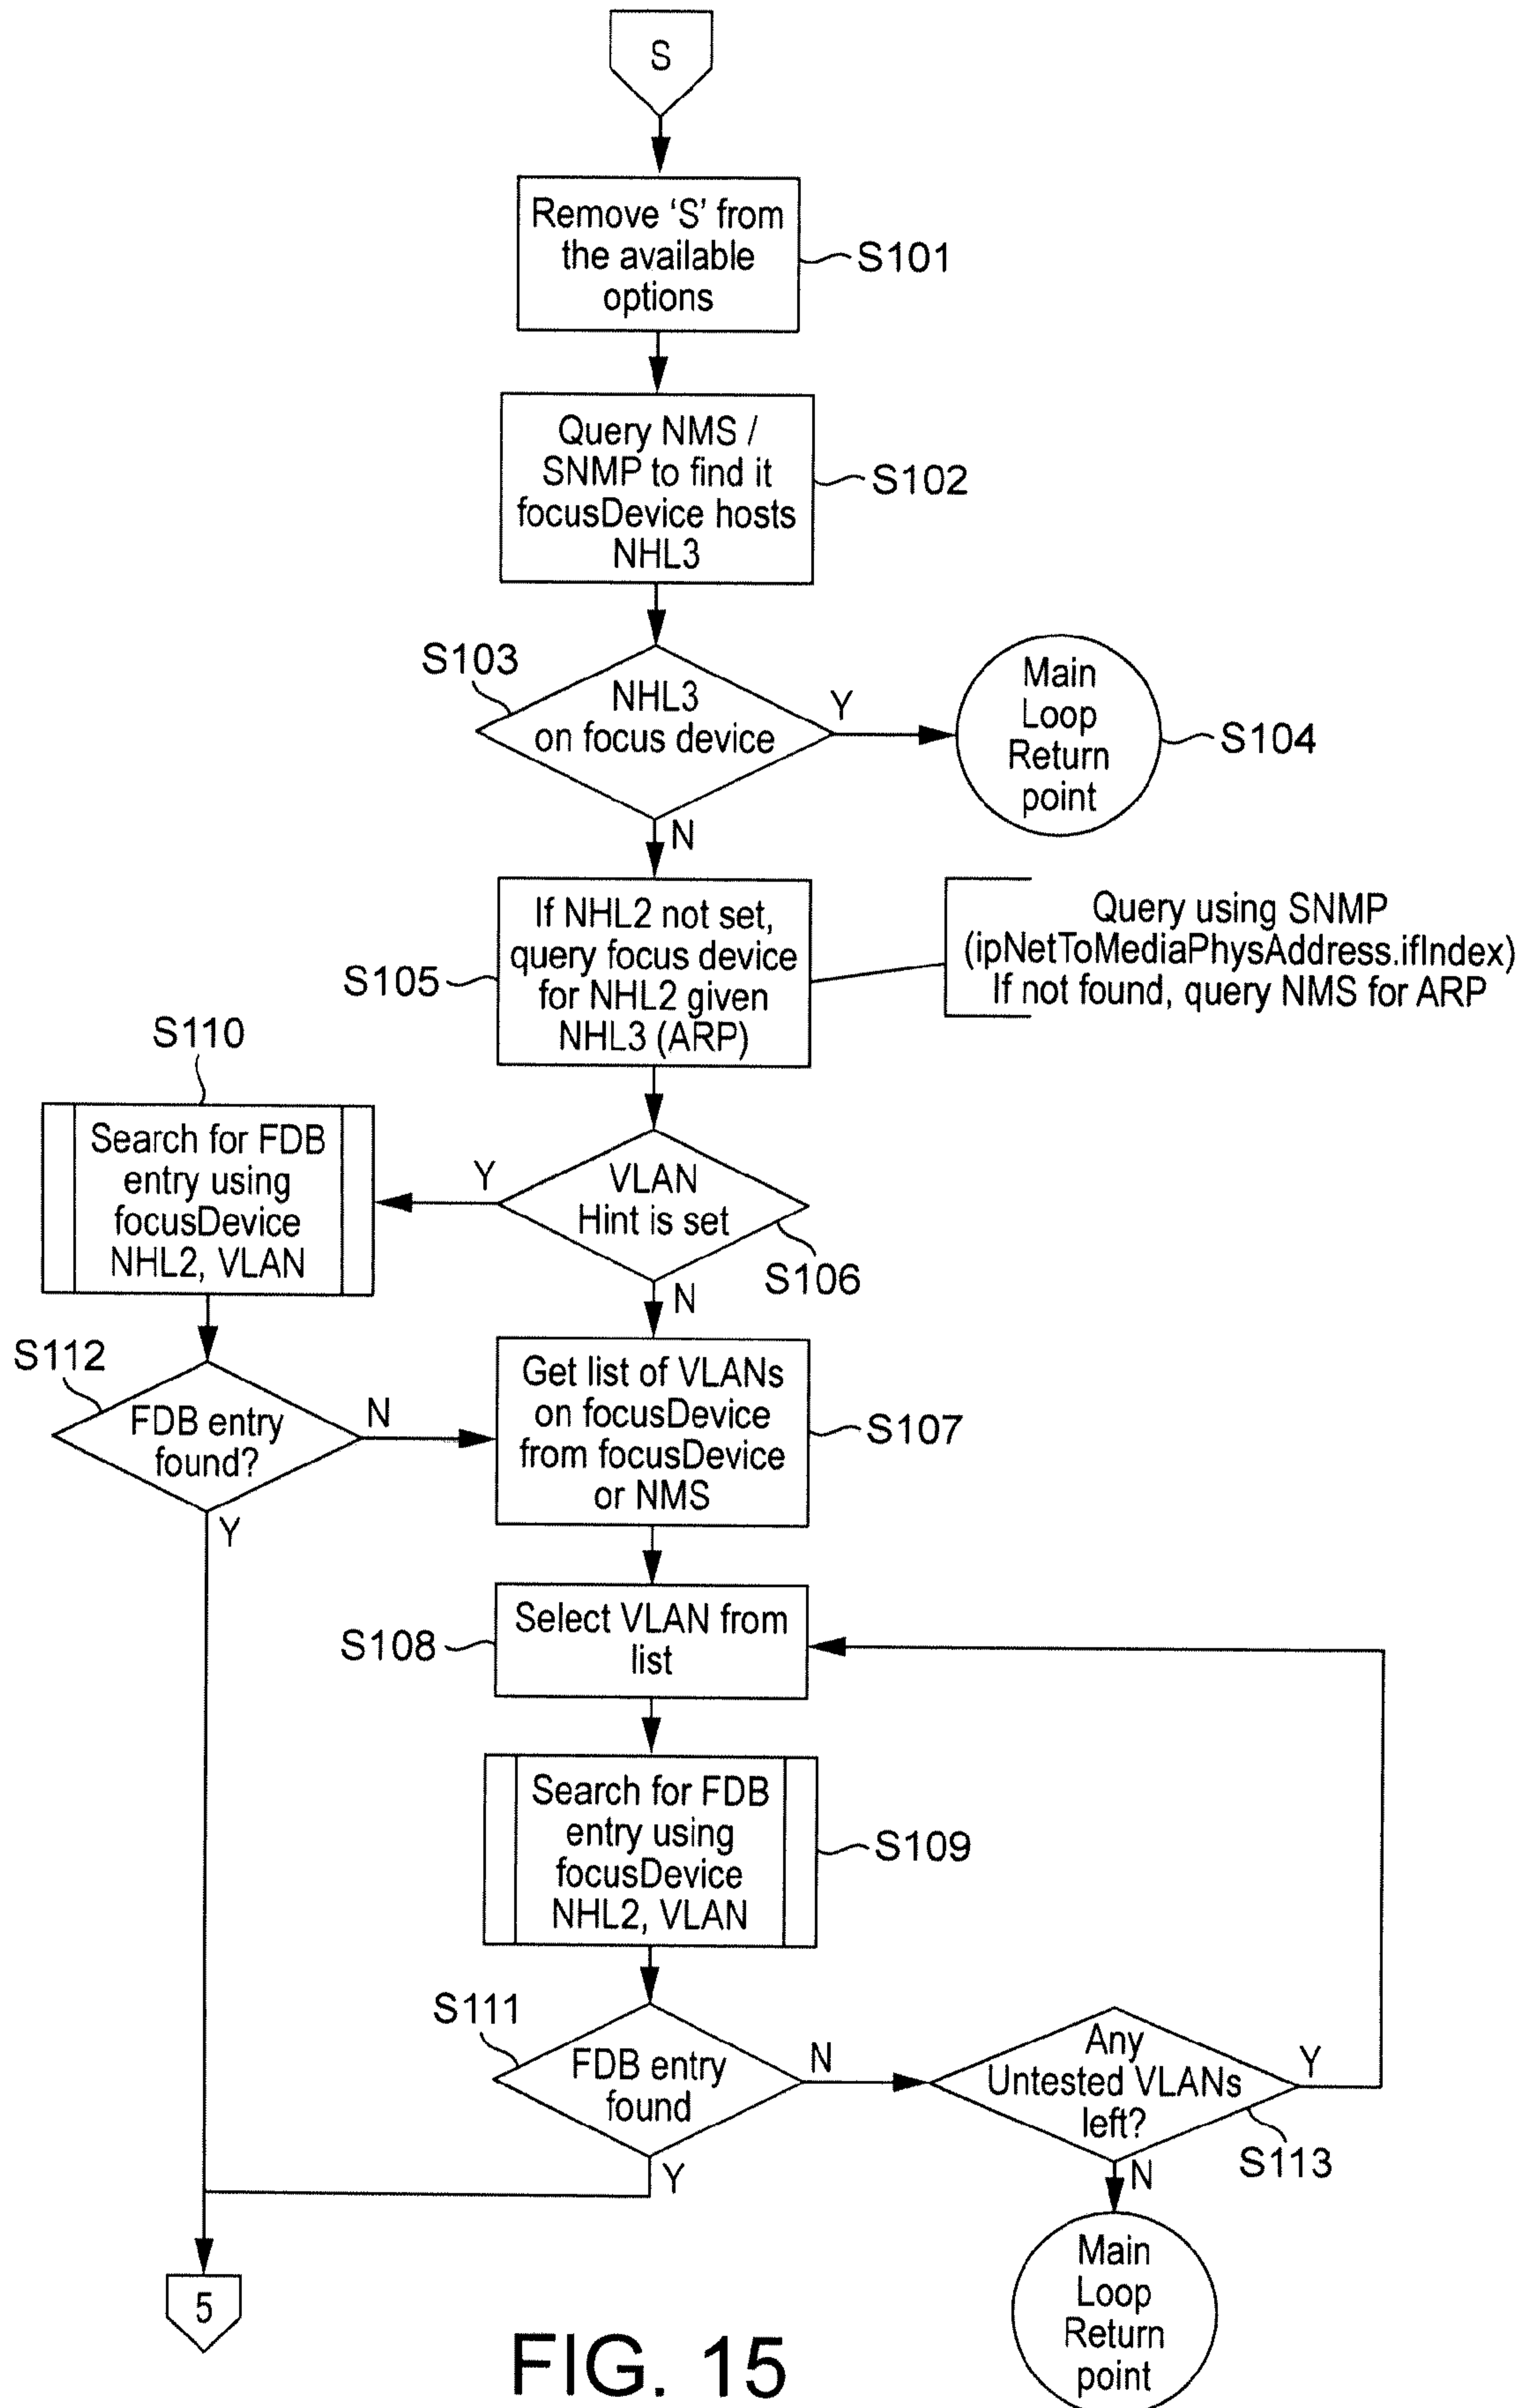 S
Remove ‘S’ from
the available
options
S101
Query NMS /
SNMP to find it
focusDevice hosts
NHL3
S102
S103
NHL3
on focus device
Y
Main
Loop
Return
point
S104
N
If NHL2 not set,
query focus device
for NHL2 given
NHL3 (ARP)
S105
Query using SNMP
(ipNetToMediaPhysAddress.ifIndex)
If not found, query NMS for ARP
S110
Search for FDB
entry using
focusDevice
NHL2, VLAN
Y
VLAN
Hint is set
S106
N
S112
FDB entry
found?
N
Y
Get list of VLANs
on focusDevice
from focusDevice
or NMS
S107
Select VLAN from
list
S108
Search for FDB
entry using
focusDevice
NHL2, VLAN
S109
S111
FDB entry
found
N
Y
Any
Untested VLANs
left?
Y
S113
N
Main
Loop
Return
point
5
FIG. 15